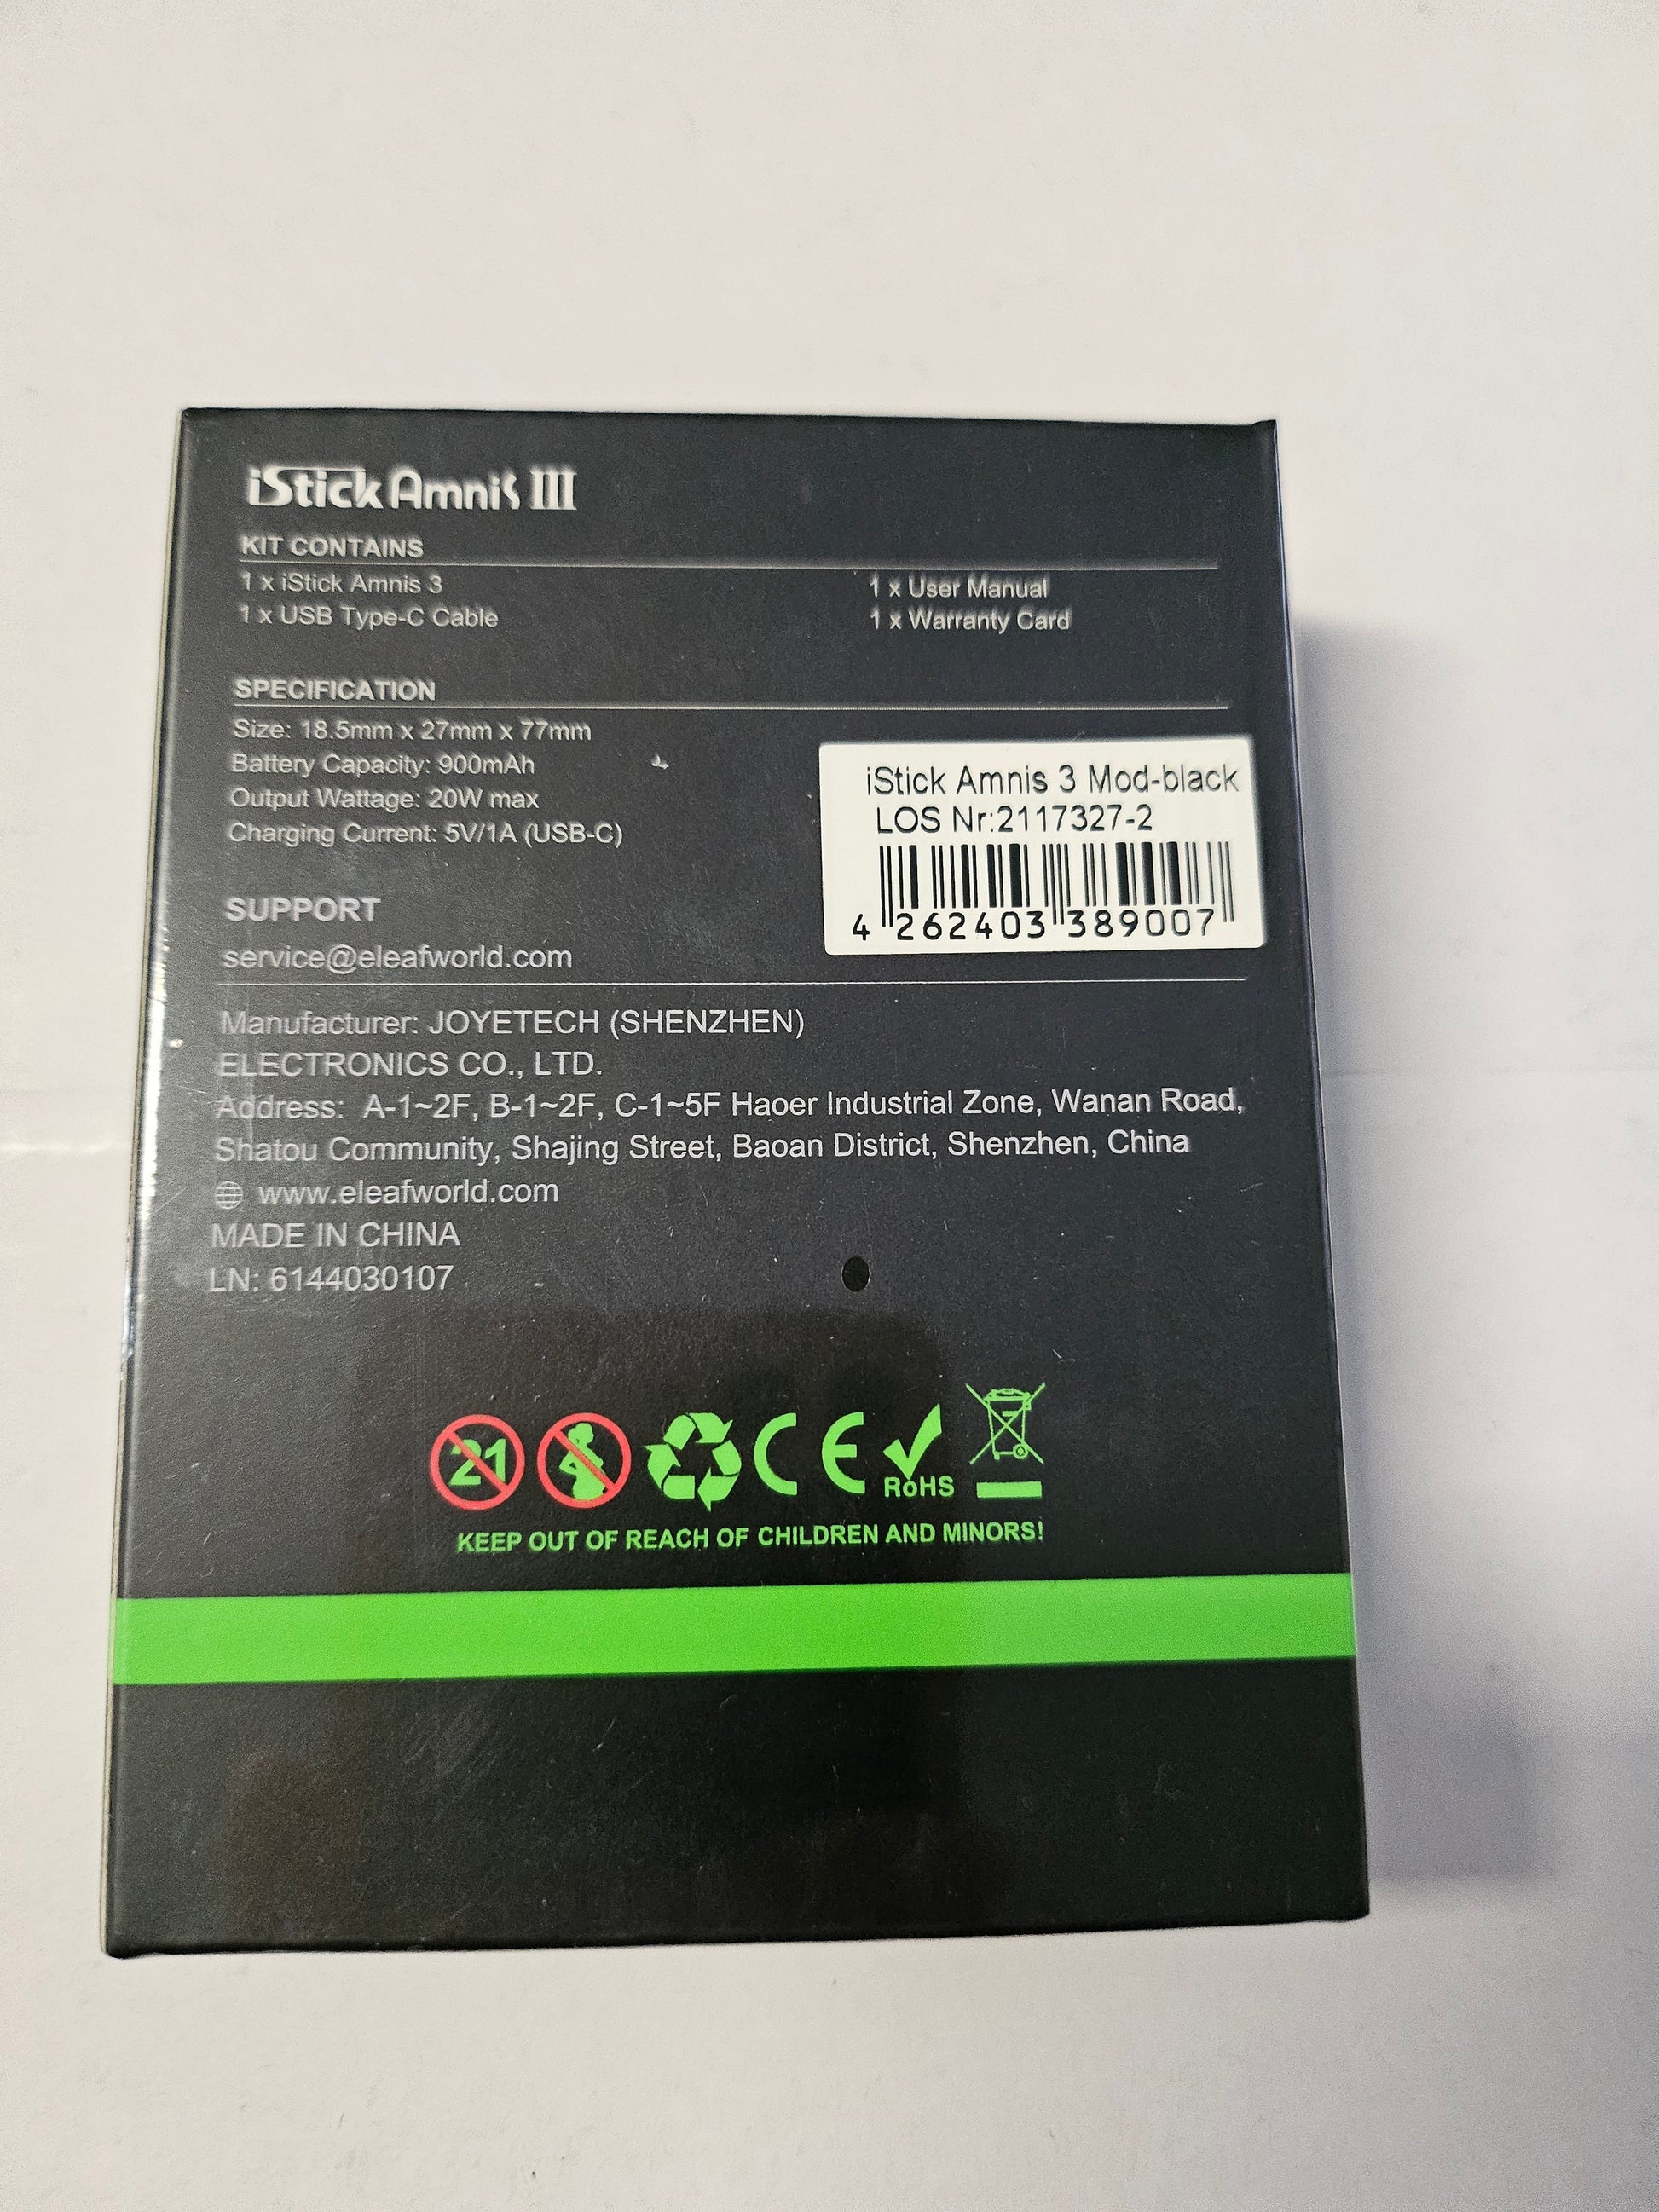 iStick Amnis III
KIT CONTAINS
1 x iStick Amnis 3
1 x USB Type-C Cable
1 x User Manual
1 x Warranty Card
SPECIFICATION
Size: 18.5mm x 27mm x 77mm
Battery Capacity: 900mAh
Output Wattage: 20W max
Charging Current: 5V/1A (USB-C)
iStick Amnis 3 Mod-black
LOS Nr:2117327-2
4 262403 389007
SUPPORT
service@eleafworld.com
Manufacturer: JOYETECH (SHENZHEN)
ELECTRONICS CO., LTD.
Address: A-1~2F, B-1~2F, C-1~5F Haoer Industrial Zone, Wanan Road,
Shatou Community, Shajing Street, Baoan District, Shenzhen, China
www.eleafworld.com
MADE IN CHINA
LN: 6144030107
21
CE
RoHS
KEEP OUT OF REACH OF CHILDREN AND MINORS!